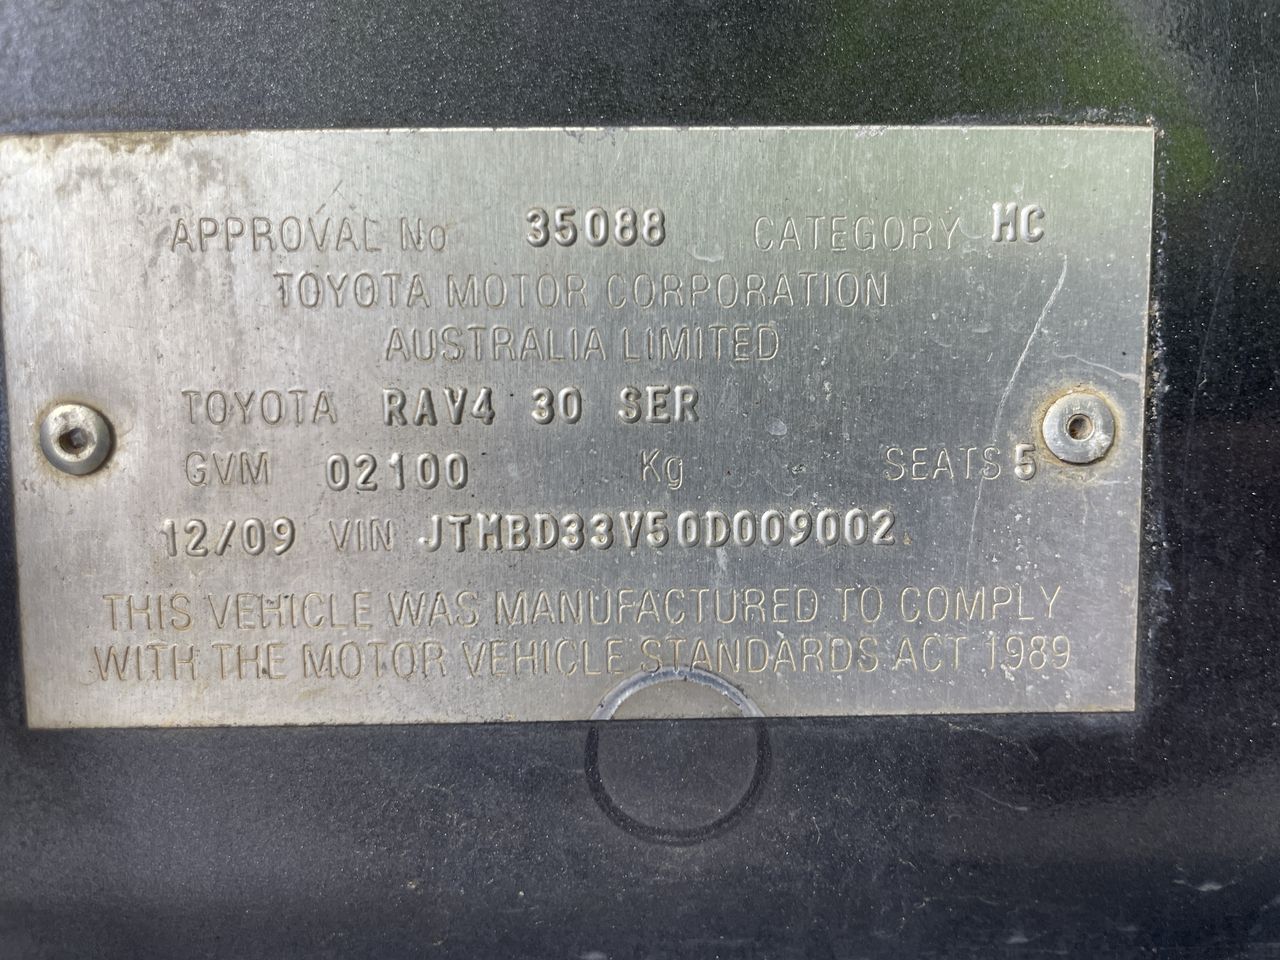 APPROVAL No 35088 CATEGORY MC
TOYOTA MOTOR CORPORATION
AUSTRALIA LIMITED
TOYOTA RAV4 30 SER
GVM 02100 Kg SEATS 5
12/09 VIN JTMBD33V50D009002
THIS VEHICLE WAS MANUFACTURED TO COMPLY
WITH THE MOTOR VEHICLE STANDARDS ACT 1989